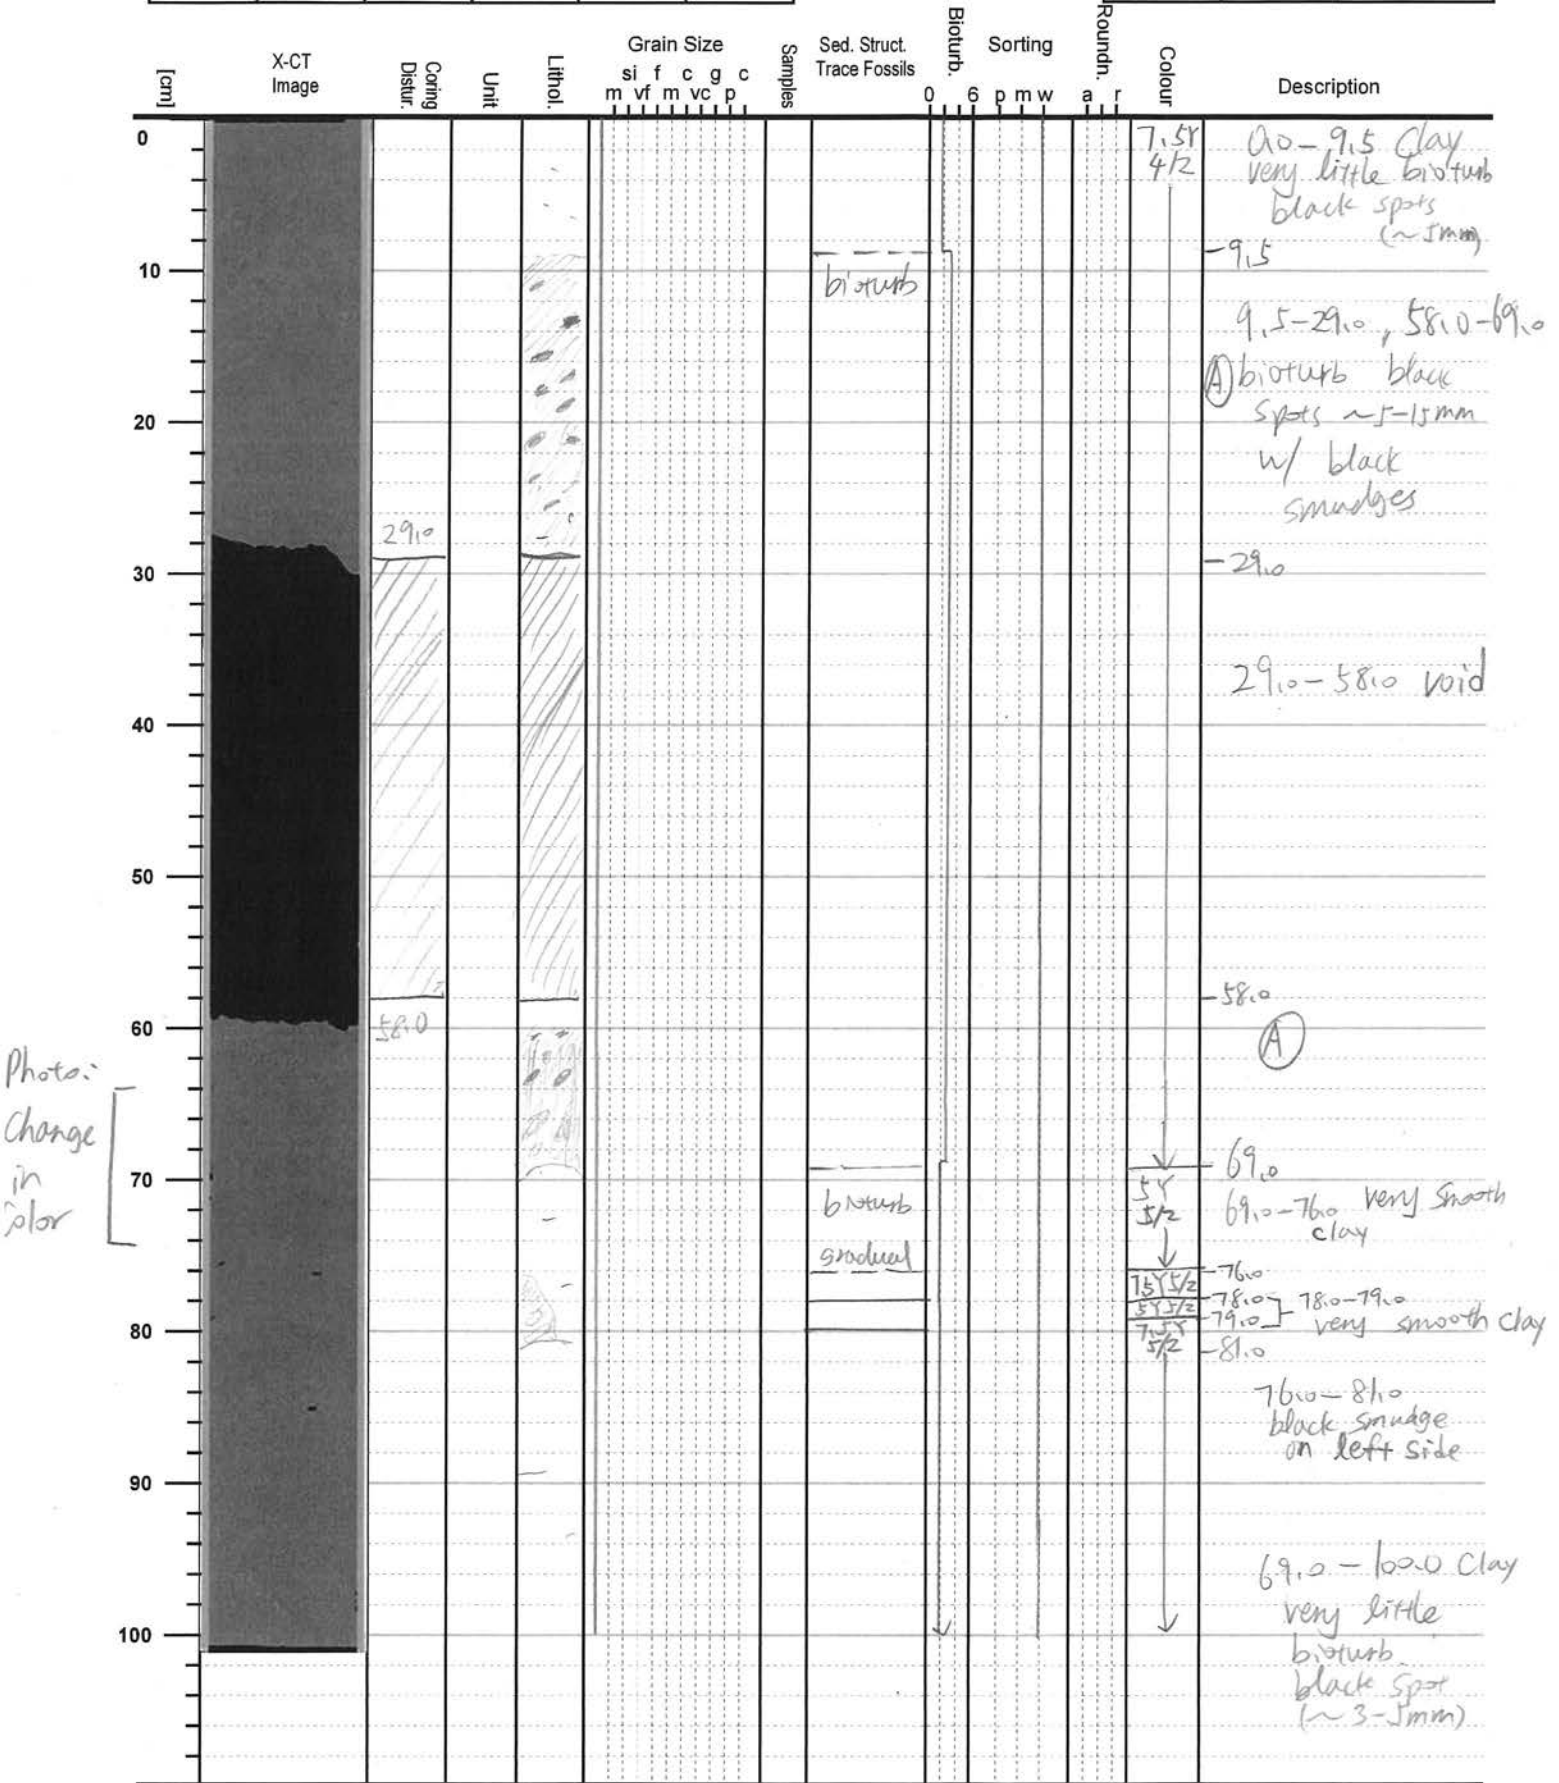 [cm]
X-CT
Image
Coring
Distur.
Unit
Lithol.
Grain Size
si f c g c
m vf m vc p
Samples
Sed. Struct.
Trace Fossils
Bioturb.
0 6
Sorting
p m w
Roundn.
a r
Colour
Description
0
10
20
30
40
50
60
70
80
90
100
Photo:
Change
in
color
29.0
58.0
bioturb
bioturb
gradual
7.5Y
4/2
5Y
5/2
7.5Y 5/2
5Y 5/2
7.5Y
5/2
0.0-9.5 Clay
very little bioturb
black spots
(~5mm)
-9.5
9.5-29.0, 58.0-69.0
A bioturb black
spots ~5-15mm
w/ black
smudges
-29.0
29.0-58.0 void
-58.0
A
-69.0
69.0-76.0 very smooth
clay
-76.0
-78.0
-79.0
78.0-79.0
very smooth clay
-81.0
76.0-81.0
black smudge
on left side
69.0-100.0 Clay
very little
bioturb.
black spot
(~3-5mm)